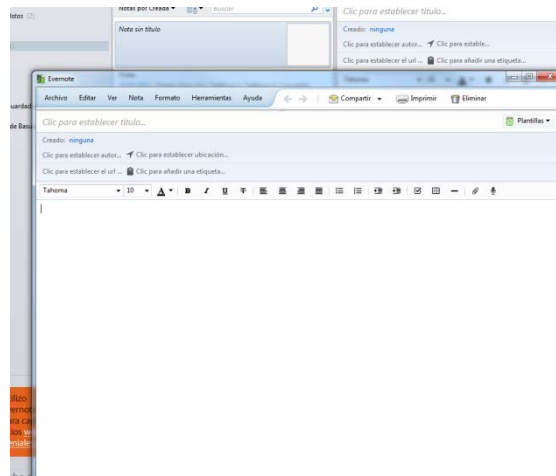 Notas por Creada
Buscar
Clic para establecer título...
Nota sin título
Creado: ninguna
Clic para establecer autor... Clic para estable...
Clic para establecer el url ... Clic para añadir una etiqueta...
Evernote
Archivo Editar Ver Nota Formato Herramientas Ayuda Compartir Imprimir Eliminar
Clic para establecer título... Plantillas
Creado: ninguna
Clic para establecer autor... Clic para establecer ubicación...
Clic para establecer el url ... Clic para añadir una etiqueta...
Tahoma 10 A B I U T